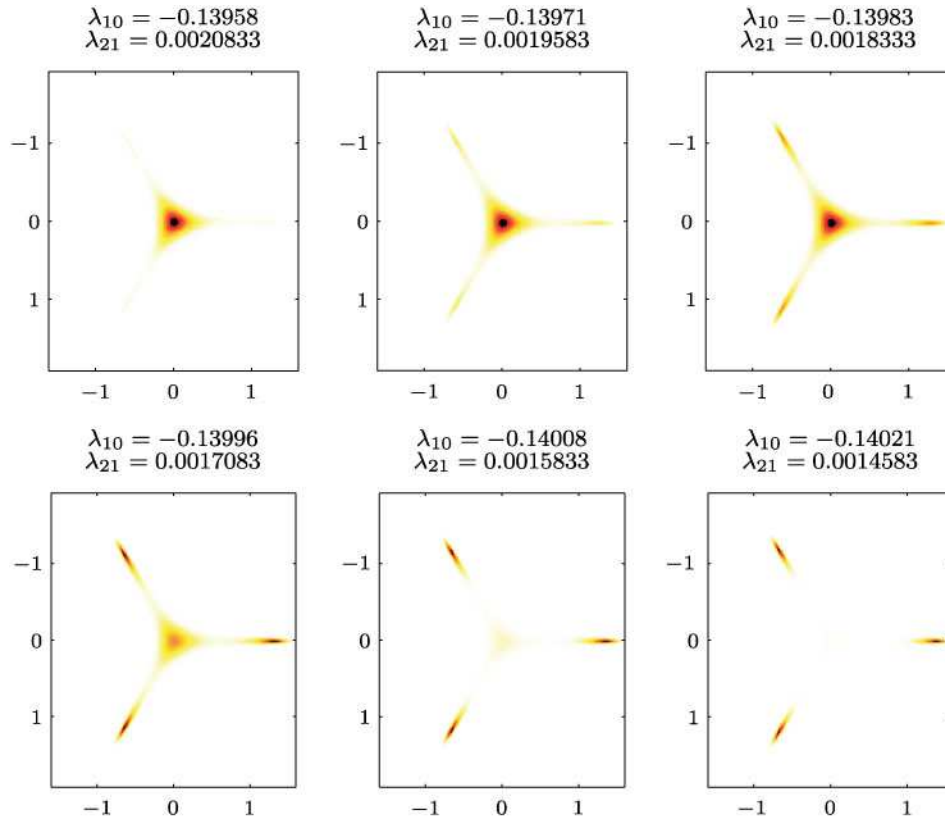 λ₁₀ = −0.13958
λ₂₁ = 0.0020833
λ₁₀ = −0.13971
λ₂₁ = 0.0019583
λ₁₀ = −0.13983
λ₂₁ = 0.0018333
−1
0
1
−1
0
1
−1
0
1
−1 0 1
−1 0 1
−1 0 1
λ₁₀ = −0.13996
λ₂₁ = 0.0017083
λ₁₀ = −0.14008
λ₂₁ = 0.0015833
λ₁₀ = −0.14021
λ₂₁ = 0.0014583
−1
0
1
−1
0
1
−1
0
1
−1 0 1
−1 0 1
−1 0 1